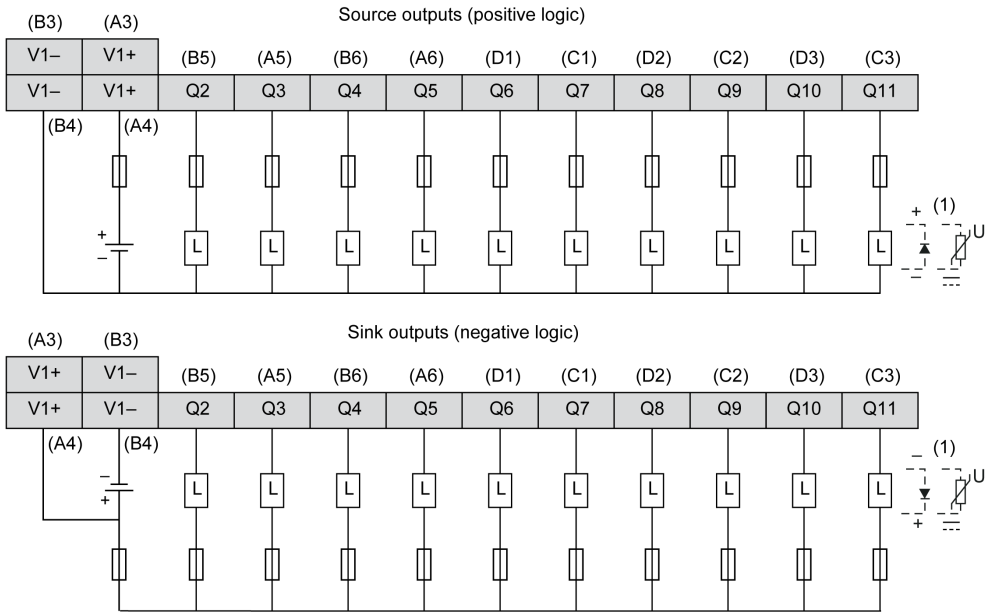 Source outputs (positive logic)
(B3) (A3)
V1– V1+ (B5) (A5) (B6) (A6) (D1) (C1) (D2) (C2) (D3) (C3)
V1– V1+ Q2 Q3 Q4 Q5 Q6 Q7 Q8 Q9 Q10 Q11
(B4) (A4)
+ (1)
+ U
L L L L L L L L L L
–
–
Sink outputs (negative logic)
(A3) (B3)
V1+ V1– (B5) (A5) (B6) (A6) (D1) (C1) (D2) (C2) (D3) (C3)
V1+ V1– Q2 Q3 Q4 Q5 Q6 Q7 Q8 Q9 Q10 Q11
(A4) (B4)
– (1)
– U
L L L L L L L L L L
+
+